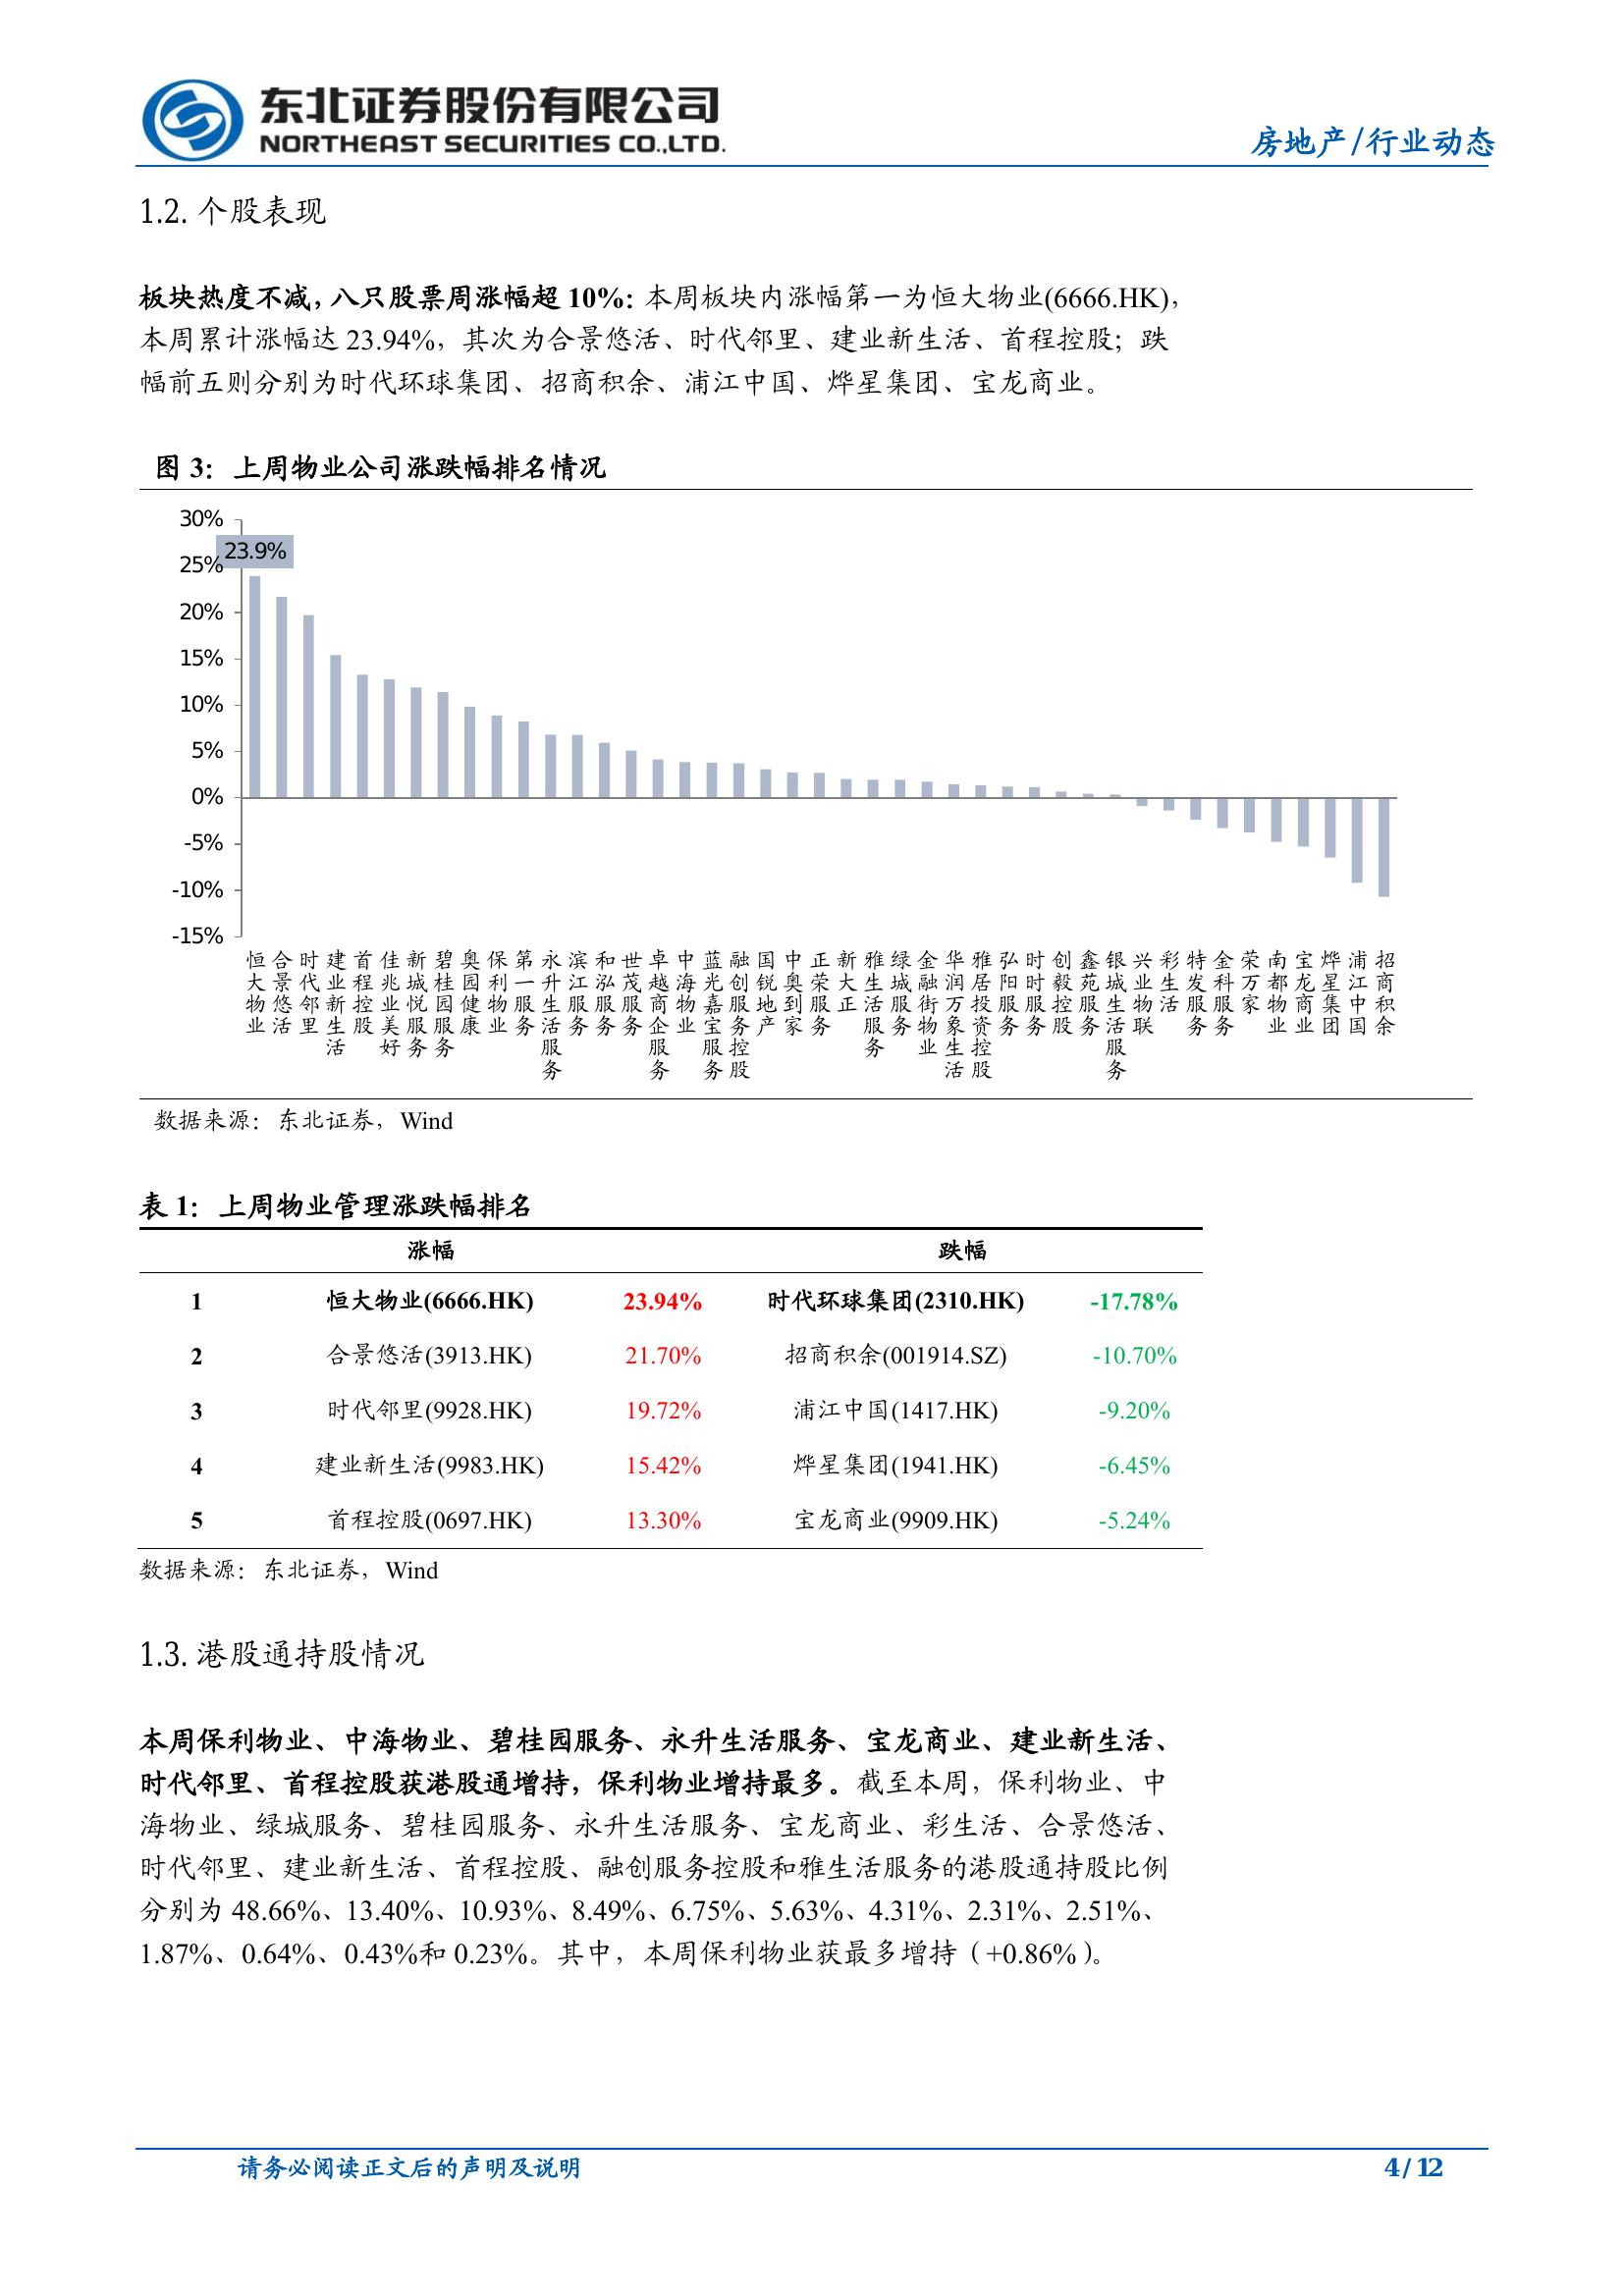 东北证券股份有限公司
NORTHEAST SECURITIES CO.,LTD.
房地产/行业动态
1.2. 个股表现
板块热度不减，八只股票周涨幅超 10%：本周板块内涨幅第一为恒大物业(6666.HK)，
本周累计涨幅达 23.94%，其次为合景悠活、时代邻里、建业新生活、首程控股；跌
幅前五则分别为时代环球集团、招商积余、浦江中国、烨星集团、宝龙商业。
图 3：上周物业公司涨跌幅排名情况
30%
25%
20%
15%
10%
5%
0%
-5%
-10%
-15%
23.9%
恒大物业
合景悠活
时代邻里
建业新生活
首程控股
佳兆业美好
新城悦服务
碧桂园服务
奥园健康
保利物业
第一服务
永升生活服务
滨江服务
和泓服务
世茂服务
卓越商企服务
中海物业
蓝光嘉宝服务
融创服务控股
国锐地产
中奥到家
正荣服务
新大正
雅生活服务
绿城服务
金融街物业
华润万象生活
雅居投资控股
弘阳服务
时时服务
创毅控股
鑫苑服务
银城生活服务
兴业物联
彩生活
特发服务
金科服务
荣万家
南都物业
宝龙商业
烨星集团
浦江中国
招商积余
数据来源：东北证券，Wind
表 1：上周物业管理涨跌幅排名
涨幅 跌幅
1 恒大物业(6666.HK) 23.94% 时代环球集团(2310.HK) -17.78%
2 合景悠活(3913.HK) 21.70% 招商积余(001914.SZ) -10.70%
3 时代邻里(9928.HK) 19.72% 浦江中国(1417.HK) -9.20%
4 建业新生活(9983.HK) 15.42% 烨星集团(1941.HK) -6.45%
5 首程控股(0697.HK) 13.30% 宝龙商业(9909.HK) -5.24%
数据来源：东北证券，Wind
1.3. 港股通持股情况
本周保利物业、中海物业、碧桂园服务、永升生活服务、宝龙商业、建业新生活、
时代邻里、首程控股获港股通增持，保利物业增持最多。截至本周，保利物业、中
海物业、绿城服务、碧桂园服务、永升生活服务、宝龙商业、彩生活、合景悠活、
时代邻里、建业新生活、首程控股、融创服务控股和雅生活服务的港股通持股比例
分别为 48.66%、13.40%、10.93%、8.49%、6.75%、5.63%、4.31%、2.31%、2.51%、
1.87%、0.64%、0.43%和 0.23%。其中，本周保利物业获最多增持（+0.86%）。
请务必阅读正文后的声明及说明
4 / 12